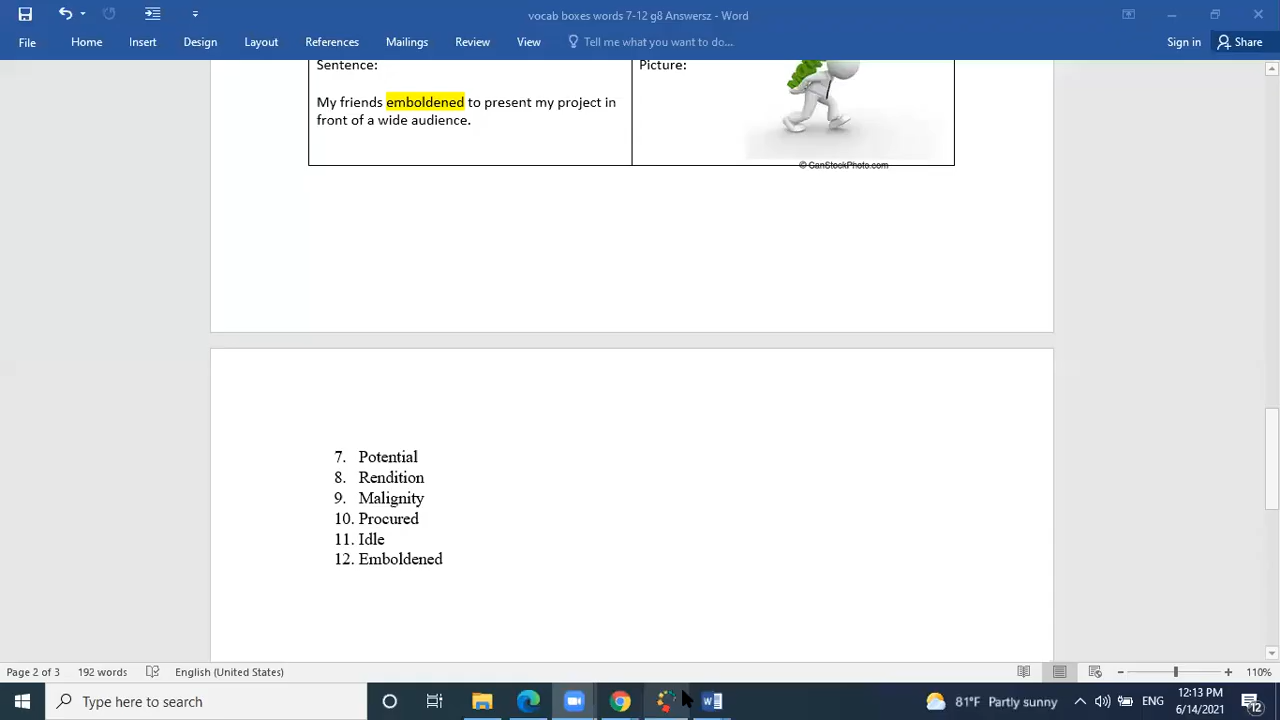 vocab boxes words 7-12 g8 Answersz - Word
File Home Insert Design Layout References Mailings Review View Tell me what you want to do... Sign in Share
Sentence:
Picture:
My friends emboldened to present my project in
front of a wide audience.
© CanStockPhoto.com
7. Potential
8. Rendition
9. Malignity
10. Procured
11. Idle
12. Emboldened
Page 2 of 3 192 words English (United States) 110%
Type here to search
81°F Partly sunny ENG
12:13 PM
6/14/2021
12